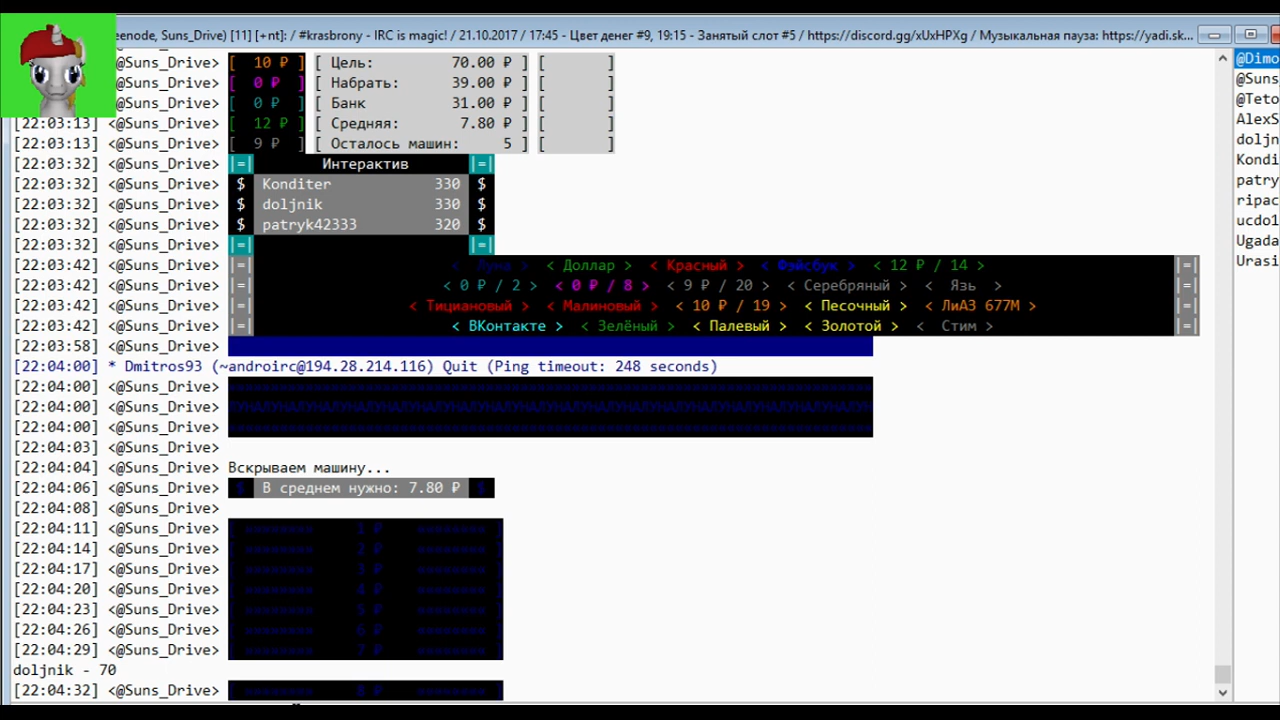 eenode, Suns_Drive) [11] [+nt]: / #krasbrony - IRC is magic! / 21.10.2017 / 17:45 - Цвет денег #9, 19:15 - Занятый слот #5 / https://discord.gg/xUxHPXg / Музыкальная пауза: https://yadi.sk...
@Suns_Drive> [ 10 ₽ ] [ Цель: 70.00 ₽ ] [ ]
@Suns_Drive> [ 0 ₽ ] [ Набрать: 39.00 ₽ ] [ ]
@Suns_Drive> [ 0 ₽ ] [ Банк 31.00 ₽ ] [ ]
[22:03:13] <@Suns_Drive> [ 12 ₽ ] [ Средняя: 7.80 ₽ ] [ ]
[22:03:13] <@Suns_Drive> [ 9 ₽ ] [ Осталось машин: 5 ] [ ]
[22:03:32] <@Suns_Drive> |=| Интерактив |=|
[22:03:32] <@Suns_Drive> $ Konditer 330 $
[22:03:32] <@Suns_Drive> $ doljnik 330 $
[22:03:32] <@Suns_Drive> $ patryk42333 320 $
[22:03:32] <@Suns_Drive> |=| |=|
[22:03:42] <@Suns_Drive> |=| < Луна > < Доллар > < Красный > < Фэйсбук > < 12 ₽ / 14 > |=|
[22:03:42] <@Suns_Drive> |=| < 0 ₽ / 2 > < 0 ₽ / 8 > < 9 ₽ / 20 > < Серебряный > < Язь > |=|
[22:03:42] <@Suns_Drive> |=| < Тициановый > < Малиновый > < 10 ₽ / 19 > < Песочный > < ЛиАЗ 677М > |=|
[22:03:42] <@Suns_Drive> |=| < ВКонтакте > < Зелёный > < Палевый > < Золотой > < Стим > |=|
[22:03:58] <@Suns_Drive>
[22:04:00] * Dmitros93 (~androirc@194.28.214.116) Quit (Ping timeout: 248 seconds)
[22:04:00] <@Suns_Drive>
[22:04:00] <@Suns_Drive> ЛУНАЛУНАЛУНАЛУНАЛУНАЛУНАЛУНАЛУНАЛУНАЛУНАЛУНАЛУНАЛУНАЛУНАЛУНАЛУНАЛУН
[22:04:00] <@Suns_Drive>
[22:04:03] <@Suns_Drive>
[22:04:04] <@Suns_Drive> Вскрываем машину...
[22:04:06] <@Suns_Drive> $ В среднем нужно: 7.80 ₽ $
[22:04:08] <@Suns_Drive>
[22:04:11] <@Suns_Drive> [ 1 ₽ ]
[22:04:14] <@Suns_Drive> [ 2 ₽ ]
[22:04:17] <@Suns_Drive> [ 3 ₽ ]
[22:04:20] <@Suns_Drive> [ 4 ₽ ]
[22:04:23] <@Suns_Drive> [ 5 ₽ ]
[22:04:26] <@Suns_Drive> [ 6 ₽ ]
[22:04:29] <@Suns_Drive> [ 7 ₽ ]
doljnik - 70
[22:04:32] <@Suns_Drive> [ 8 ₽ ]
@Dimo
@Suns
@Teto
AlexS
doljn
Kondi
patry
ripac
ucdo1
Ugada
Urasi